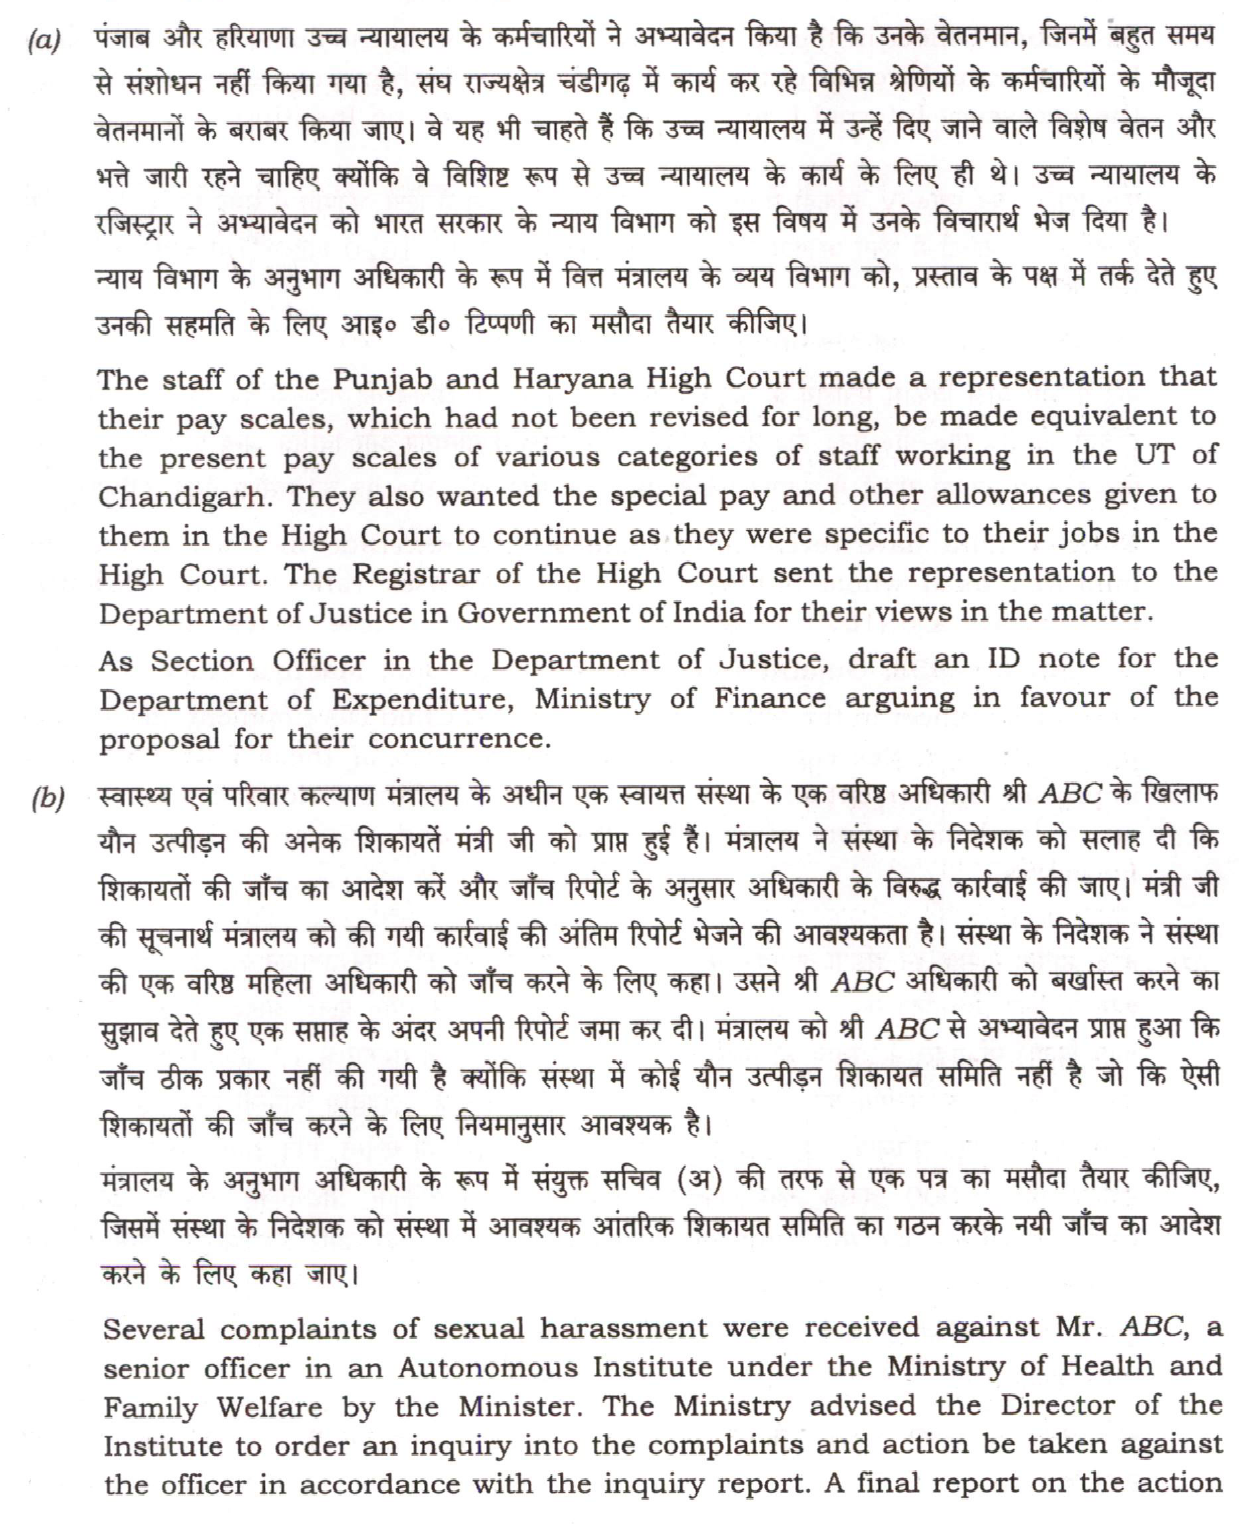 (a) पंजाब और हरियाणा उच्च न्यायालय के कर्मचारियों ने अभ्यावेदन किया है कि उनके वेतनमान, जिनमें बहुत समय
से संशोधन नहीं किया गया है, संघ राज्यक्षेत्र चंडीगढ़ में कार्य कर रहे विभिन्न श्रेणियों के कर्मचारियों के मौजूदा
वेतनमानों के बराबर किया जाए। वे यह भी चाहते हैं कि उच्च न्यायालय में उन्हें दिए जाने वाले विशेष वेतन और
भत्ते जारी रहने चाहिए क्योंकि वे विशिष्ट रूप से उच्च न्यायालय के कार्य के लिए ही थे। उच्च न्यायालय के
रजिस्ट्रार ने अभ्यावेदन को भारत सरकार के न्याय विभाग को इस विषय में उनके विचारार्थ भेज दिया है।
न्याय विभाग के अनुभाग अधिकारी के रूप में वित्त मंत्रालय के व्यय विभाग को, प्रस्ताव के पक्ष में तर्क देते हुए
उनकी सहमति के लिए आइ० डी० टिप्पणी का मसौदा तैयार कीजिए।
The staff of the Punjab and Haryana High Court made a representation that
their pay scales, which had not been revised for long, be made equivalent to
the present pay scales of various categories of staff working in the UT of
Chandigarh. They also wanted the special pay and other allowances given to
them in the High Court to continue as they were specific to their jobs in the
High Court. The Registrar of the High Court sent the representation to the
Department of Justice in Government of India for their views in the matter.
As Section Officer in the Department of Justice, draft an ID note for the
Department of Expenditure, Ministry of Finance arguing in favour of the
proposal for their concurrence.
(b) स्वास्थ्य एवं परिवार कल्याण मंत्रालय के अधीन एक स्वायत्त संस्था के एक वरिष्ठ अधिकारी श्री ABC के खिलाफ
यौन उत्पीड़न की अनेक शिकायतें मंत्री जी को प्राप्त हुई हैं। मंत्रालय ने संस्था के निदेशक को सलाह दी कि
शिकायतों की जाँच का आदेश करें और जाँच रिपोर्ट के अनुसार अधिकारी के विरुद्ध कार्रवाई की जाए। मंत्री जी
की सूचनार्थ मंत्रालय को की गयी कार्रवाई की अंतिम रिपोर्ट भेजने की आवश्यकता है। संस्था के निदेशक ने संस्था
की एक वरिष्ठ महिला अधिकारी को जाँच करने के लिए कहा। उसने श्री ABC अधिकारी को बर्खास्त करने का
सुझाव देते हुए एक सप्ताह के अंदर अपनी रिपोर्ट जमा कर दी। मंत्रालय को श्री ABC से अभ्यावेदन प्राप्त हुआ कि
जाँच ठीक प्रकार नहीं की गयी है क्योंकि संस्था में कोई यौन उत्पीड़न शिकायत समिति नहीं है जो कि ऐसी
शिकायतों की जाँच करने के लिए नियमानुसार आवश्यक है।
मंत्रालय के अनुभाग अधिकारी के रूप में संयुक्त सचिव (अ) की तरफ से एक पत्र का मसौदा तैयार कीजिए,
जिसमें संस्था के निदेशक को संस्था में आवश्यक आंतरिक शिकायत समिति का गठन करके नयी जाँच का आदेश
करने के लिए कहा जाए।
Several complaints of sexual harassment were received against Mr. ABC, a
senior officer in an Autonomous Institute under the Ministry of Health and
Family Welfare by the Minister. The Ministry advised the Director of the
Institute to order an inquiry into the complaints and action be taken against
the officer in accordance with the inquiry report. A final report on the action